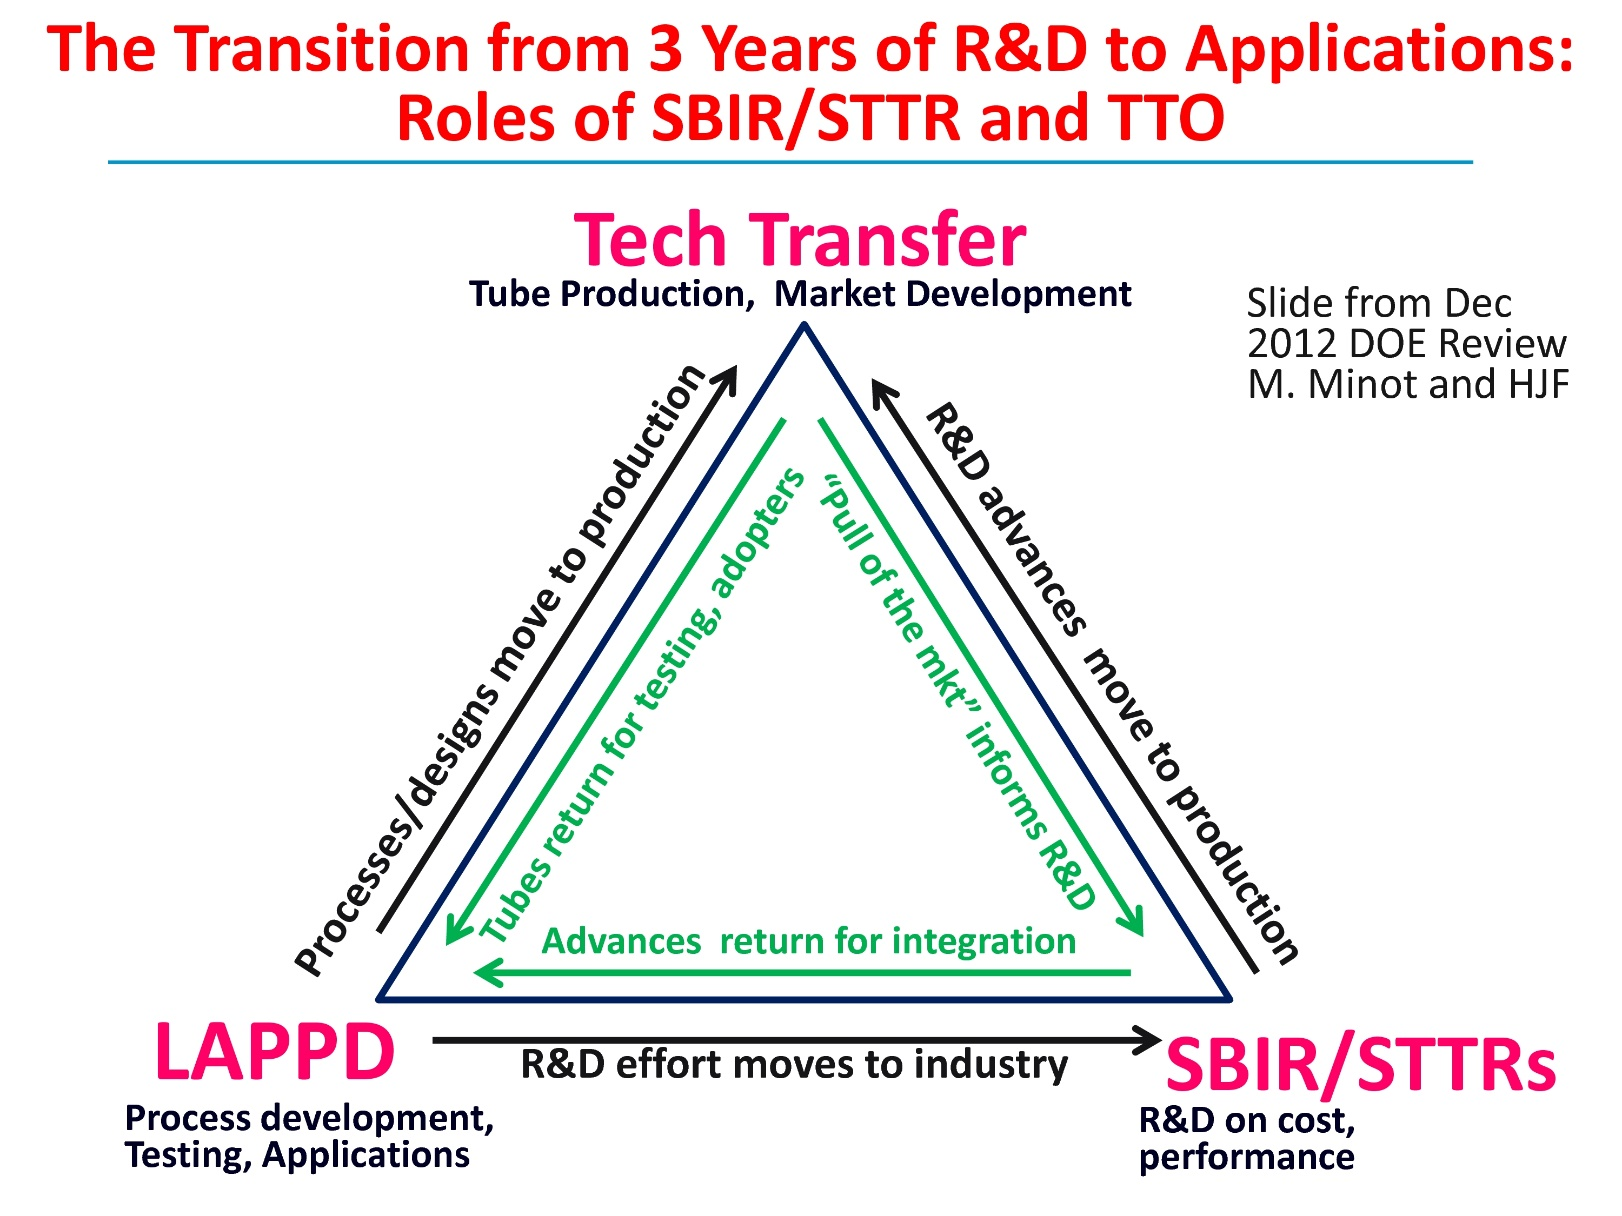 The Transition from 3 Years of R&D to Applications:
Roles of SBIR/STTR and TTO
Tech Transfer
Tube Production, Market Development
Slide from Dec
2012 DOE Review
M. Minot and HJF
Processes/designs move to production
Tubes return for testing, adopters
“Pull of the mkt” informs R&D
R&D advances move to production
Advances return for integration
LAPPD
R&D effort moves to industry
SBIR/STTRs
Process development,
Testing, Applications
R&D on cost,
performance